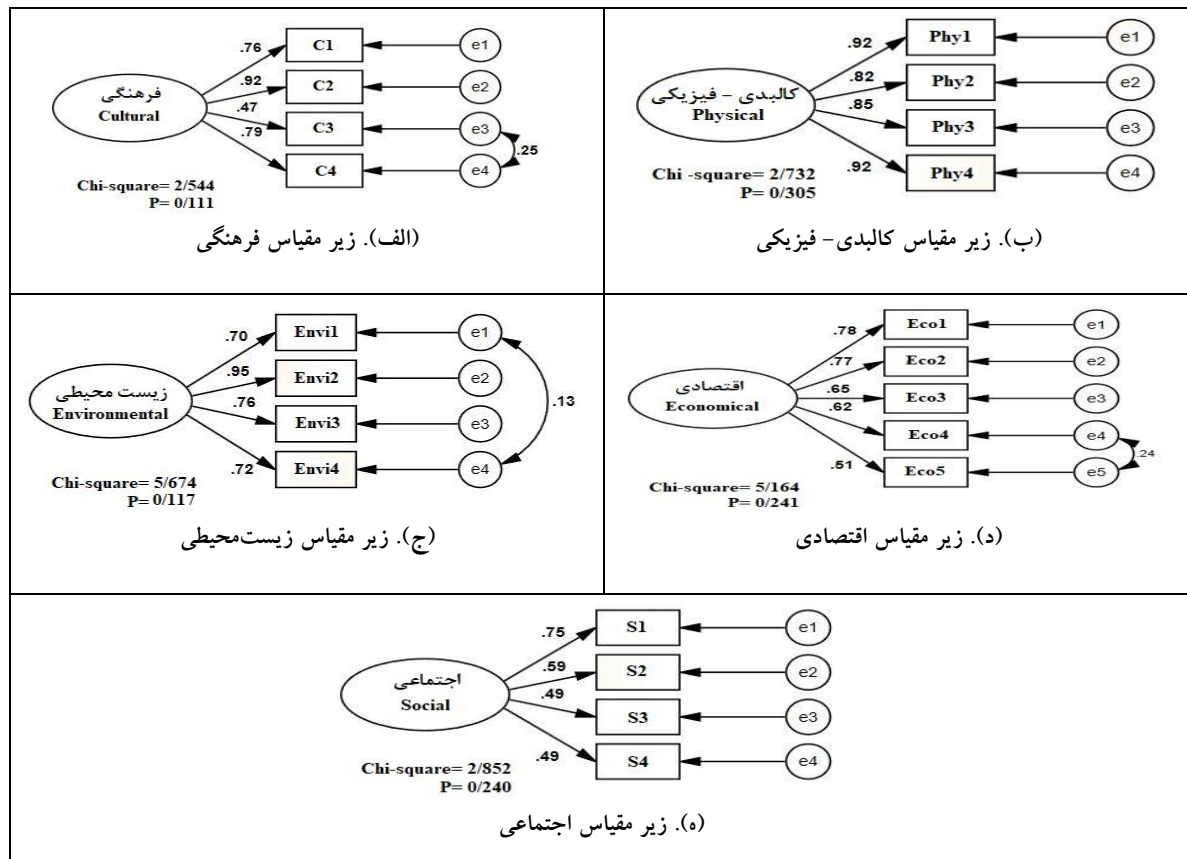 .76
C1
e1
.92
C2
e2
فرهنگی
Cultural
.47
C3
e3
.79
.25
C4
e4
Chi-square= 2/544
P= 0/111
(الف). زیر مقیاس فرهنگی
.92
Phy1
e1
.82
Phy2
e2
کالبدی – فیزیکی
Physical
.85
Phy3
e3
.92
Phy4
e4
Chi -square= 2/732
P= 0/305
(ب). زیر مقیاس کالبدی- فیزیکی
.70
Envi1
e1
.95
Envi2
e2
زیست محیطی
Environmental
.76
Envi3
e3
.13
.72
Envi4
e4
Chi-square= 5/674
P= 0/117
(ج). زیر مقیاس زیست‌محیطی
.78
Eco1
e1
.77
Eco2
e2
اقتصادی
Economical
.65
Eco3
e3
.62
Eco4
e4
.24
.51
Eco5
e5
Chi-square= 5/164
P= 0/241
(د). زیر مقیاس اقتصادی
.75
S1
e1
.59
S2
e2
اجتماعی
Social
.49
S3
e3
.49
S4
e4
Chi-square= 2/852
P= 0/240
(ه). زیر مقیاس اجتماعی